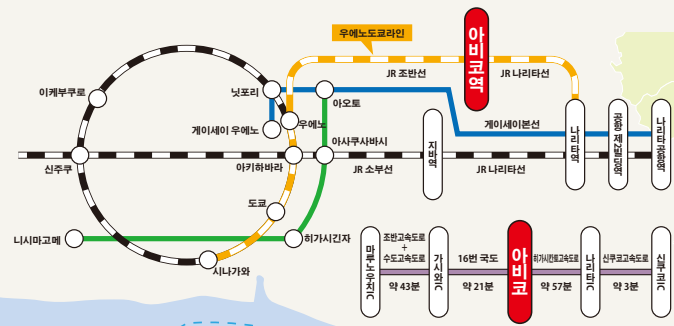 우에노도쿄라인
아비코역
JR 조반선
JR 나리타선
이케부쿠로
닛포리
아오토
게이세이 우에노
우에노
게이세이본선
아사쿠사바시
지바역
나리타역
공항 제2빌딩역
나리타공항역
신주쿠
아키하바라
JR 소부선
JR 나리타선
도쿄
니시마고메
히가시긴자
시나가와
마루노우치IC
조반고속도로
+
수도고속도로
약 43분
가시와IC
16번 국도
약 21분
아비코
히가시칸토고속도로
약 57분
나리타IC
신쿠코고속도로
약 3분
신쿠코IC